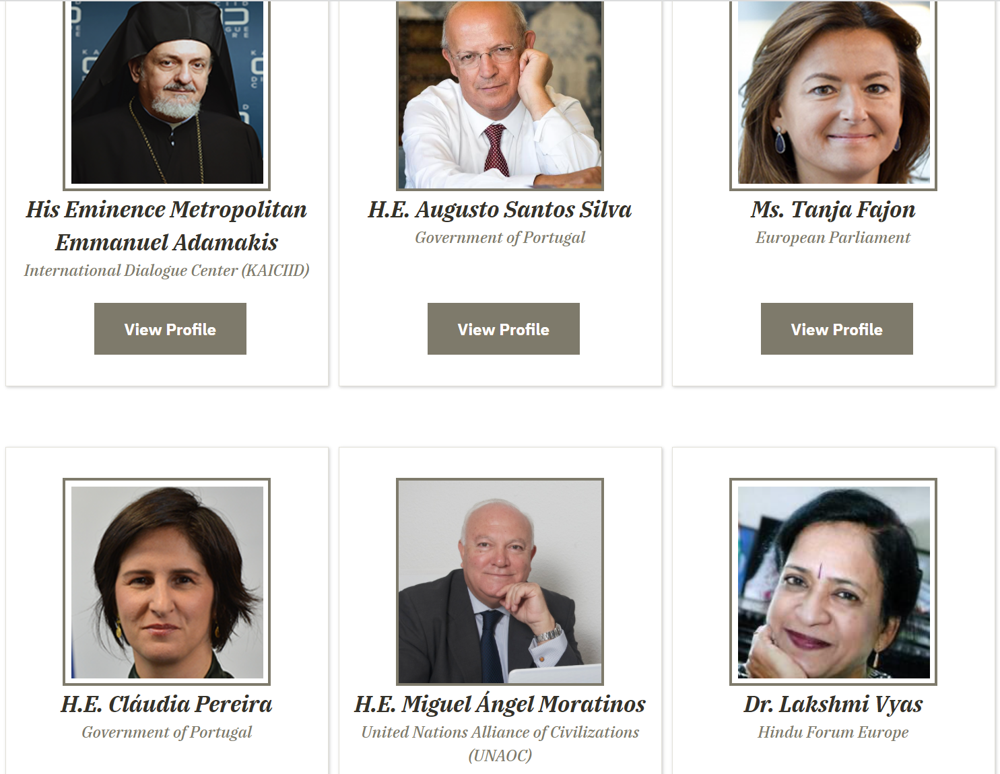 His Eminence Metropolitan
Emmanuel Adamakis
International Dialogue Center (KAICIID)
View Profile
H.E. Augusto Santos Silva
Government of Portugal
View Profile
Ms. Tanja Fajon
European Parliament
View Profile
H.E. Cláudia Pereira
Government of Portugal
H.E. Miguel Ángel Moratinos
United Nations Alliance of Civilizations
(UNAOC)
Dr. Lakshmi Vyas
Hindu Forum Europe